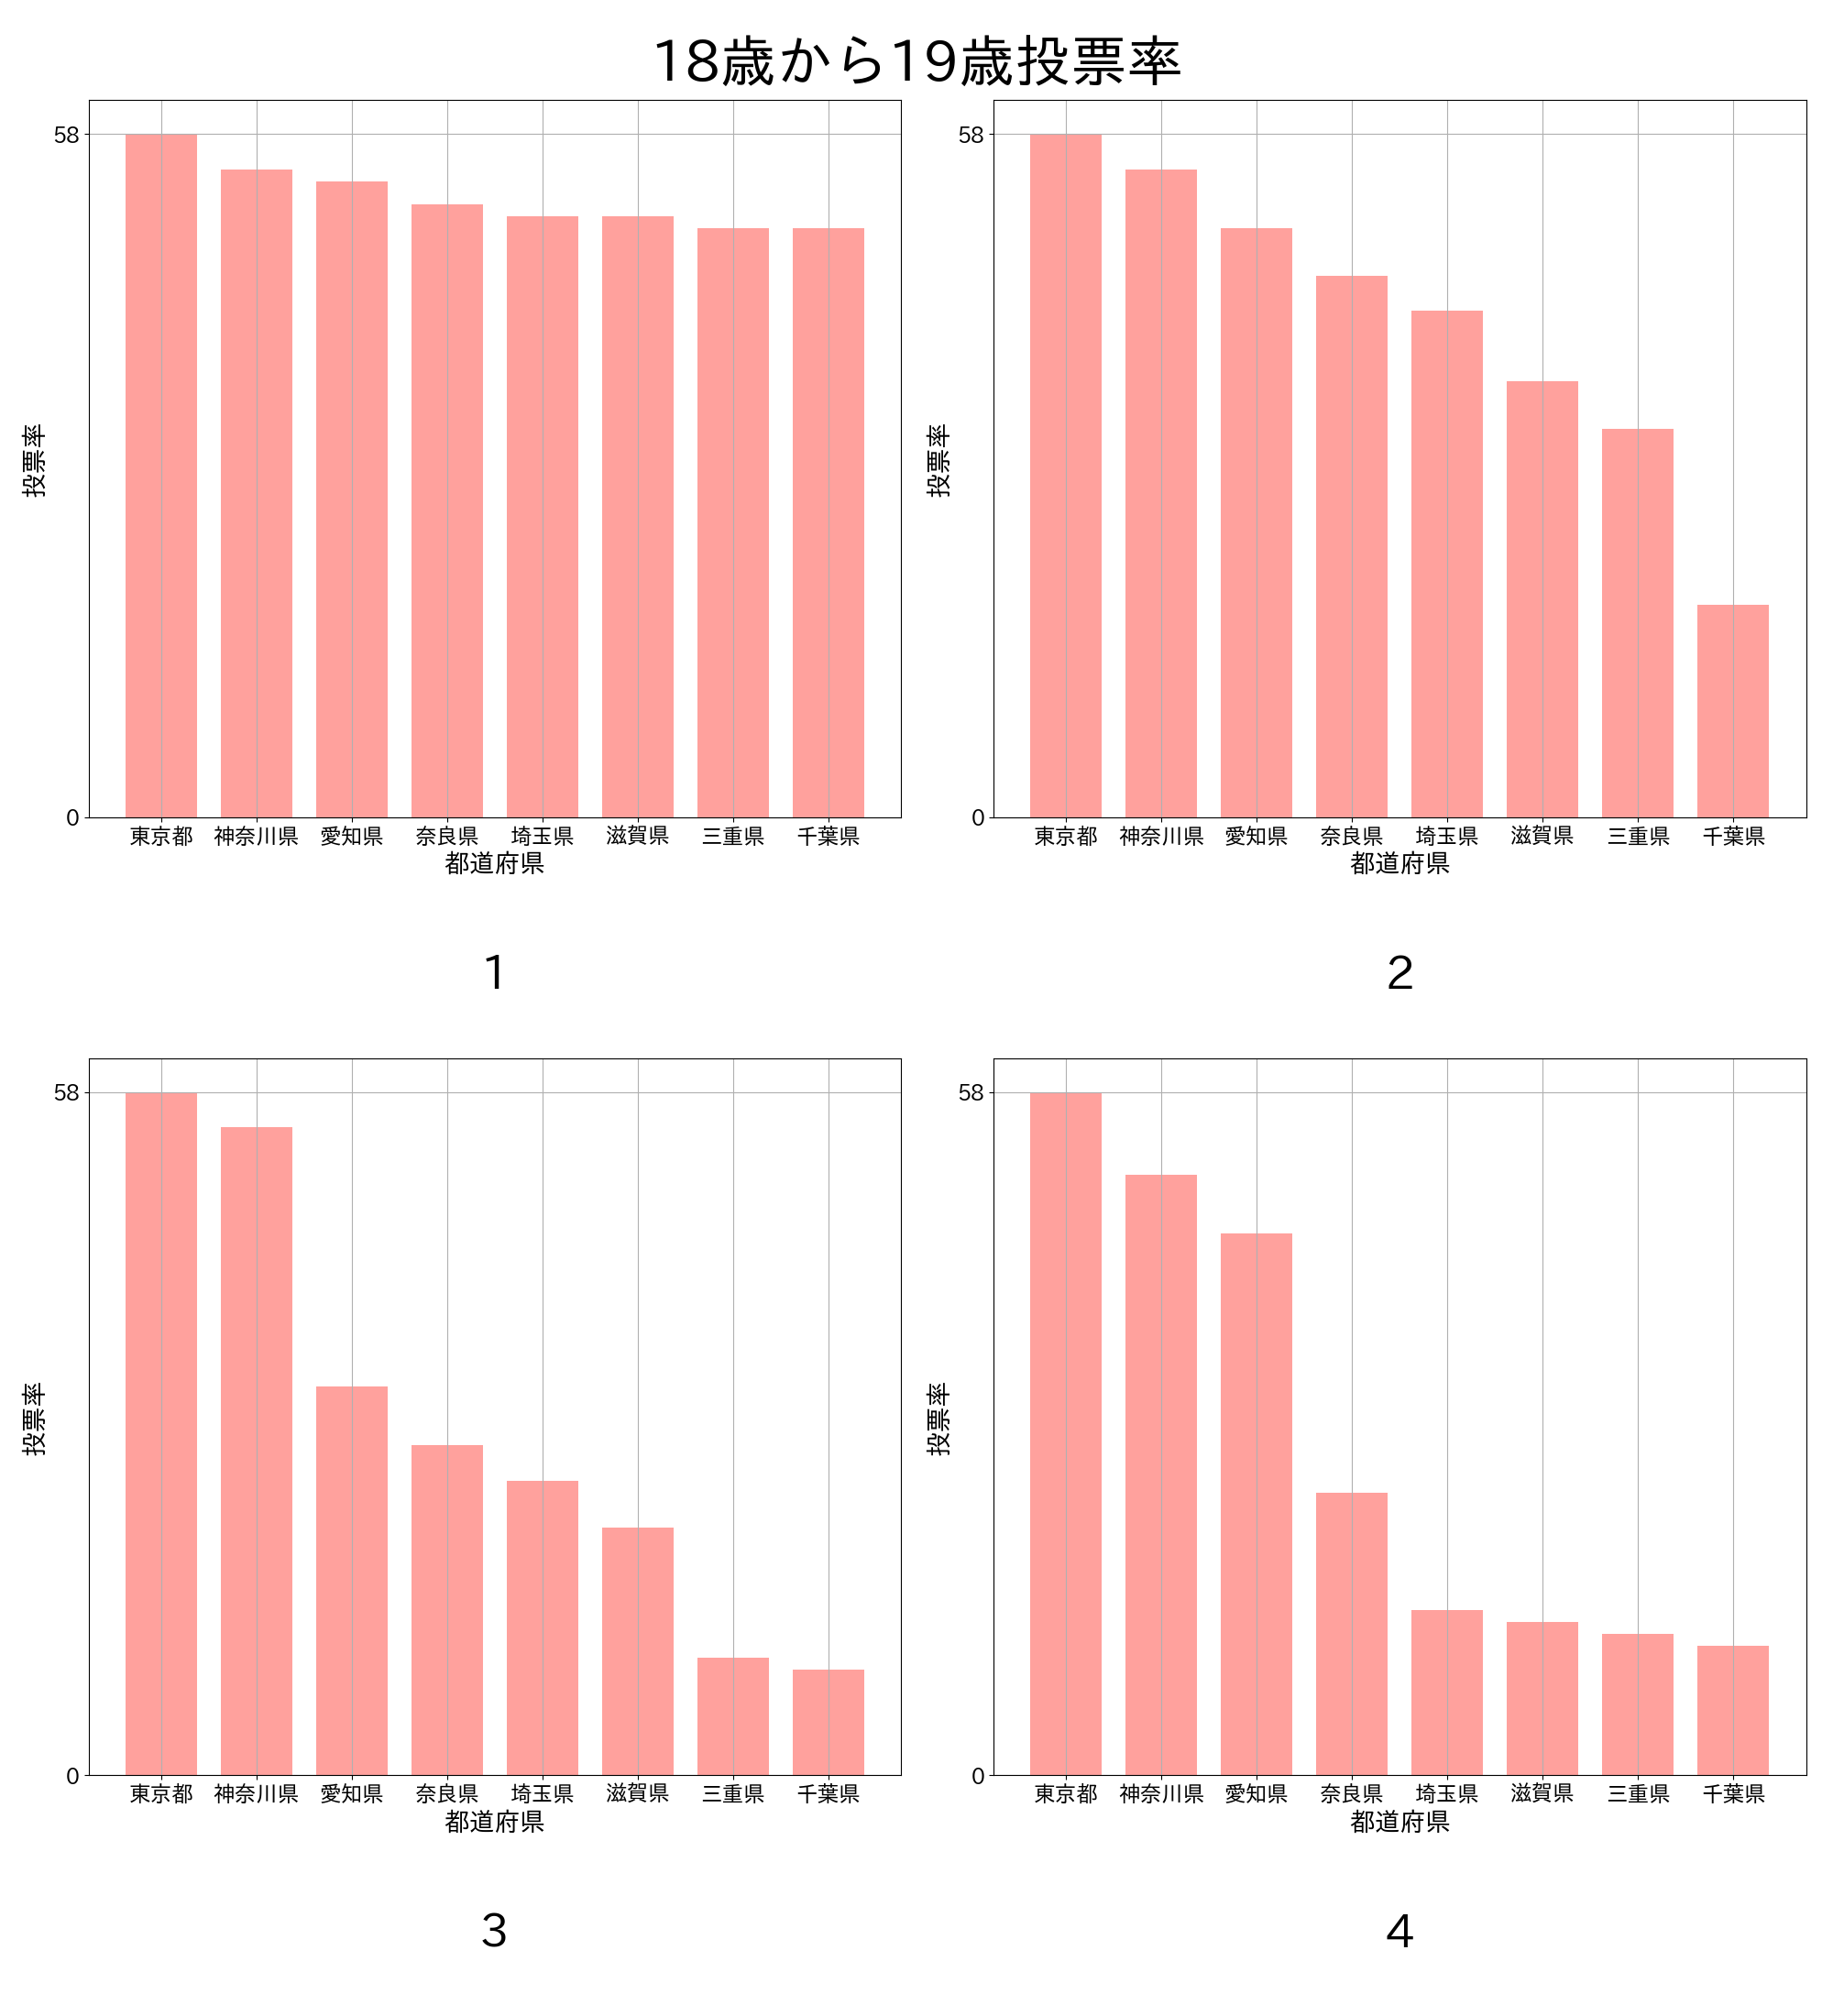 18歳から19歳投票率
58
0
投票率
東京都 神奈川県 愛知県 奈良県 埼玉県 滋賀県 三重県 千葉県
都道府県
1
58
0
投票率
東京都 神奈川県 愛知県 奈良県 埼玉県 滋賀県 三重県 千葉県
都道府県
2
58
0
投票率
東京都 神奈川県 愛知県 奈良県 埼玉県 滋賀県 三重県 千葉県
都道府県
3
58
0
投票率
東京都 神奈川県 愛知県 奈良県 埼玉県 滋賀県 三重県 千葉県
都道府県
4